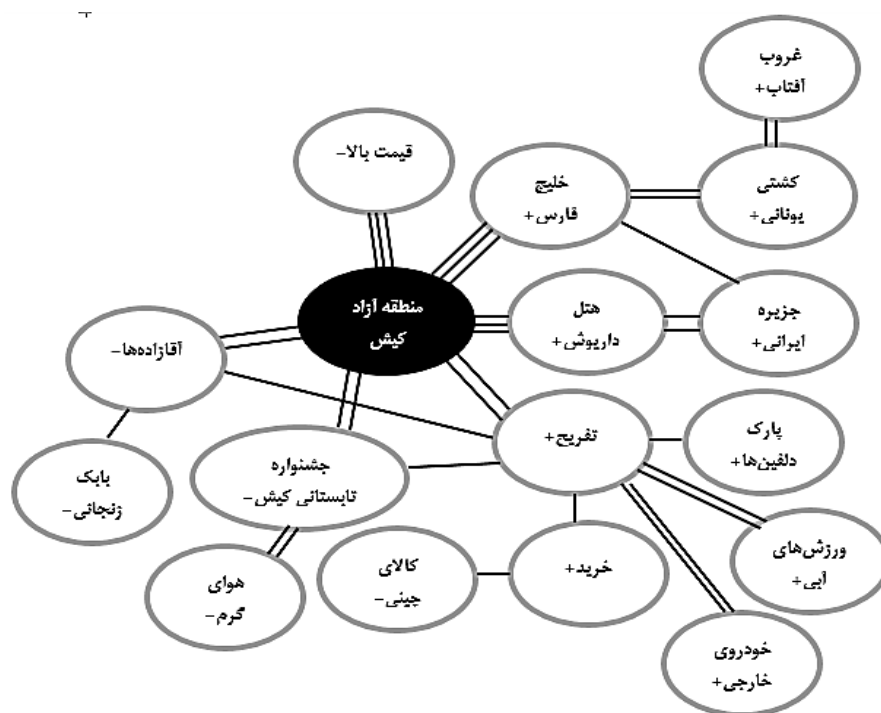 غروب
آفتاب+
قیمت بالا–
خلیج
فارس+
کشتی
یونانی+
منطقه آزاد
کیش
هتل
داریوش+
جزیره
ایرانی+
آقازاده‌ها–
تفریح+
پارک
دلفین‌ها+
جشنواره
تابستانی کیش–
بابک
زنجانی–
ورزش‌های
آبی+
خرید+
کالای
چینی–
هوای
گرم–
خودروی
خارجی+